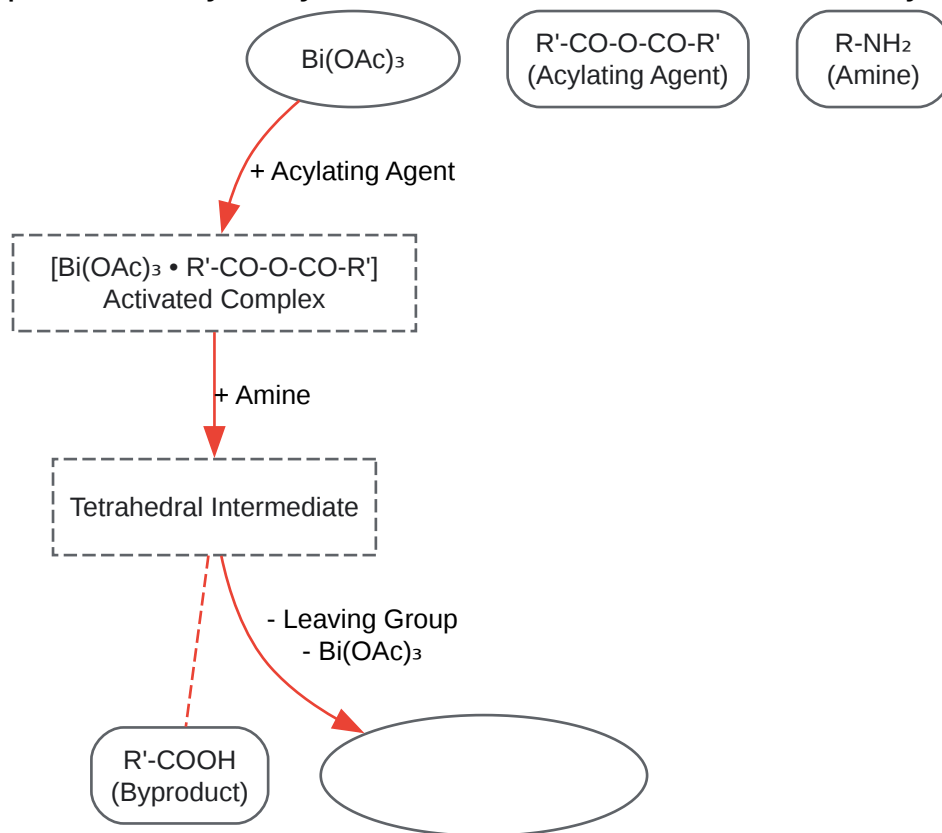 Bi(OAc)₃
R'-CO-O-CO-R'
(Acylating Agent)
R-NH₂
(Amine)
+ Acylating Agent
[Bi(OAc)₃ • R'-CO-O-CO-R']
Activated Complex
+ Amine
Tetrahedral Intermediate
- Leaving Group
- Bi(OAc)₃
R'-COOH
(Byproduct)